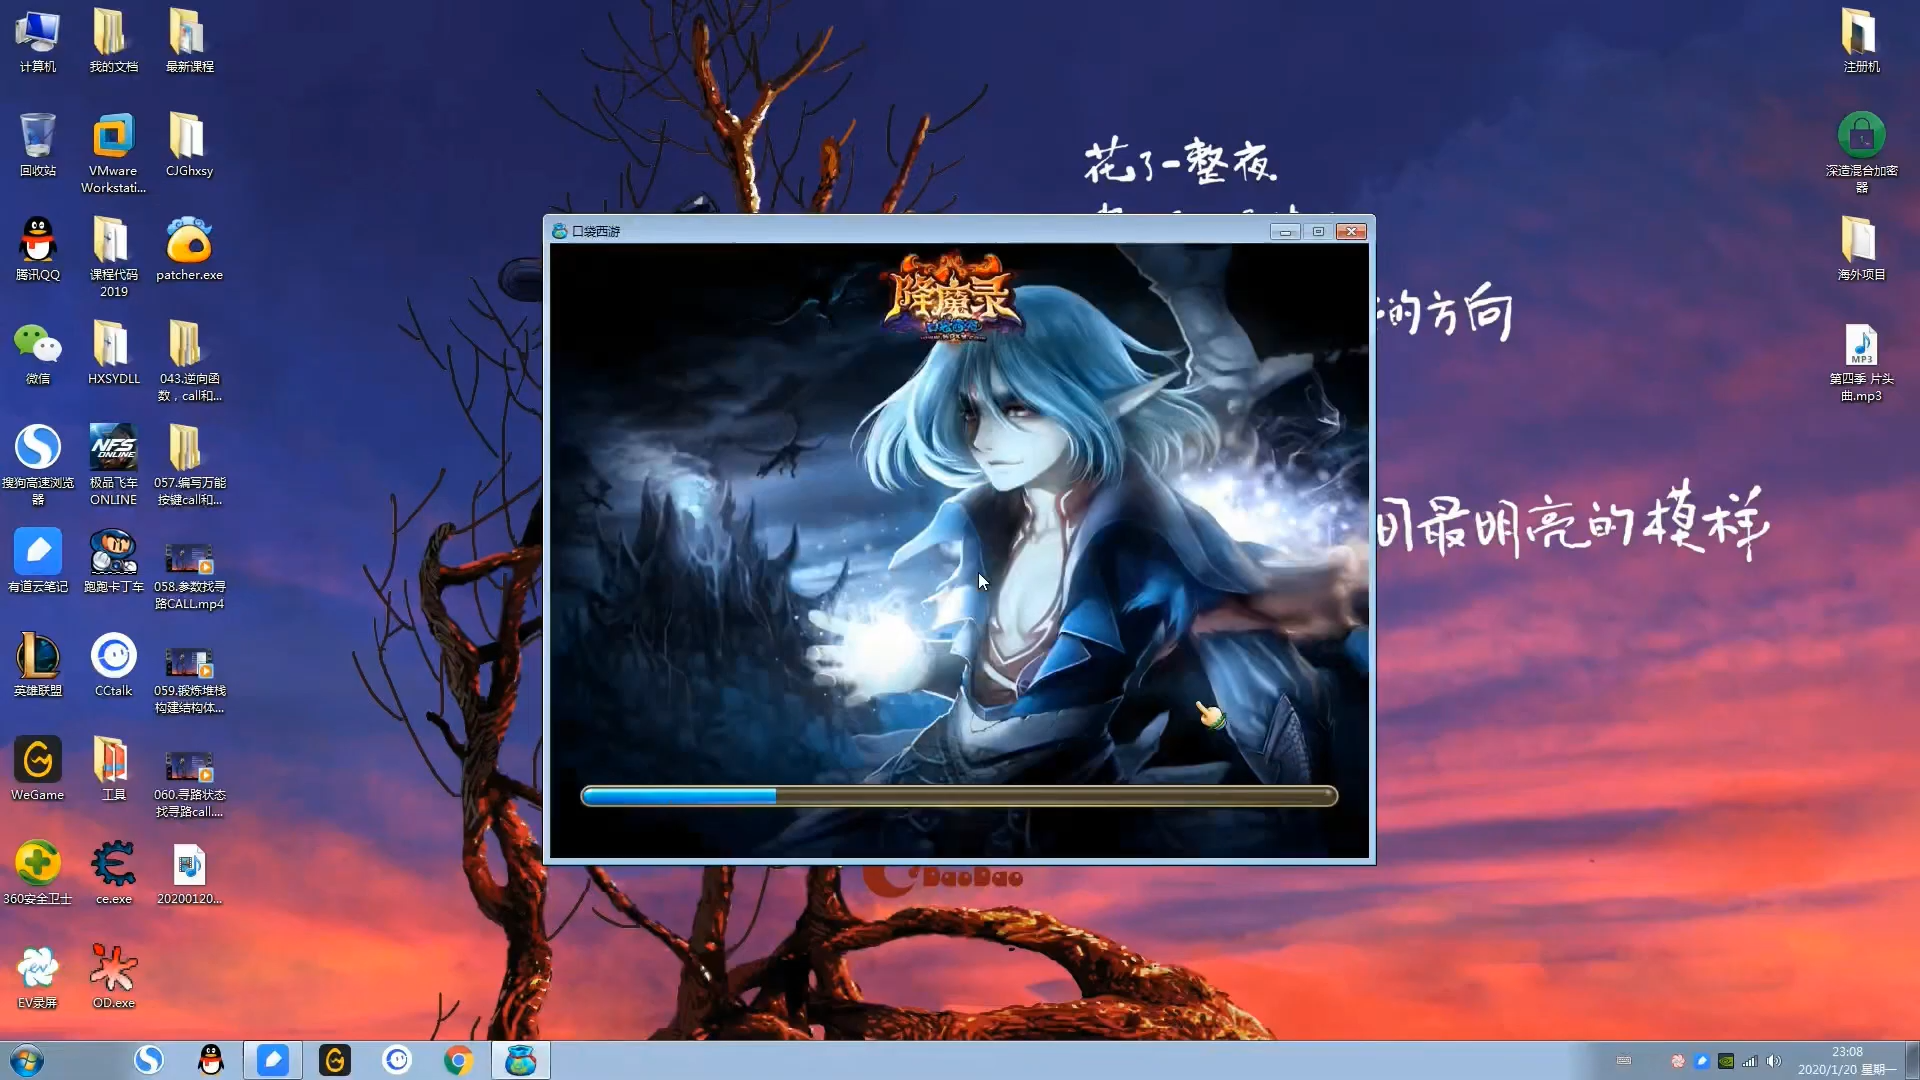 计算机
我的文档
最新课程
回收站
VMware
Workstati...
CJGhxsy
腾讯QQ
课程代码
2019
patcher.exe
微信
HXSYDLL
043.逆向函
数，call和...
搜狗高速浏览
器
极品飞车
ONLINE
057.编写万能
按键call和...
有道云笔记
跑跑卡丁车
058.参数找寻
路CALL.mp4
英雄联盟
CCtalk
059.锻炼堆栈
构建结构体...
WeGame
工具
060.寻路状态
找寻路call....
360安全卫士
ce.exe
20200120...
EV录屏
OD.exe
花了一整夜
的方向
间最明亮的模样
口袋西游
降魔录
口袋西游
DaoDao
NFS
ONLINE
注册机
深造混合加密
器
海外项目
MP3
第四季 片头
曲.mp3
23:08
2020/1/20 星期一